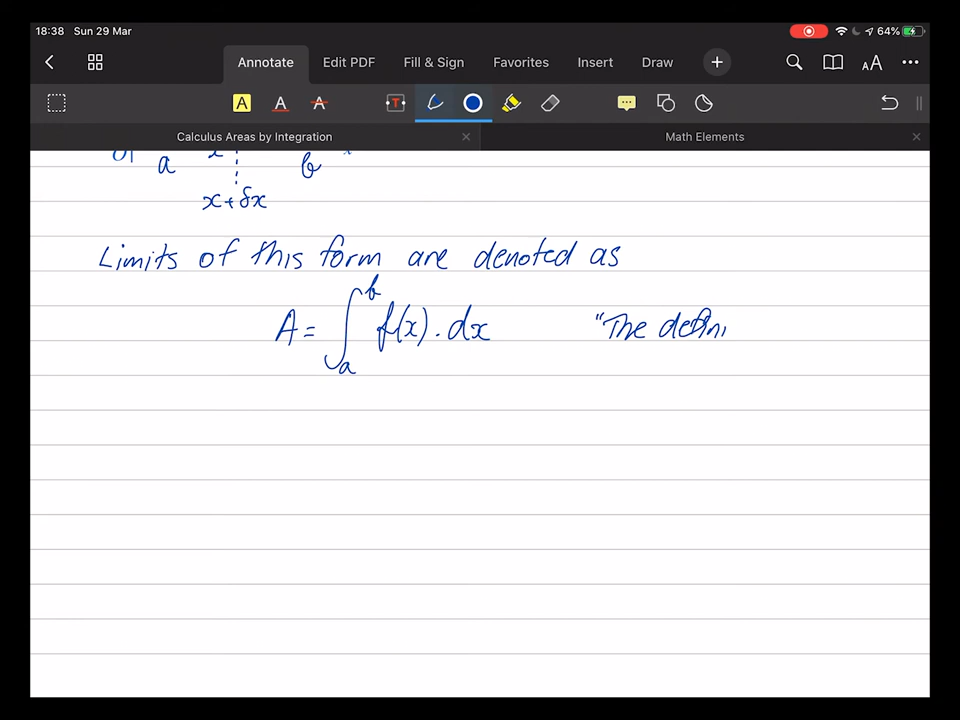 18:38 Sun 29 Mar 64%
Annotate Edit PDF Fill & Sign Favorites Insert Draw
Calculus Areas by Integration Math Elements
a b
x+δx
Limits of this form are denoted as
A = ∫_a^b f(x). dx "The defini